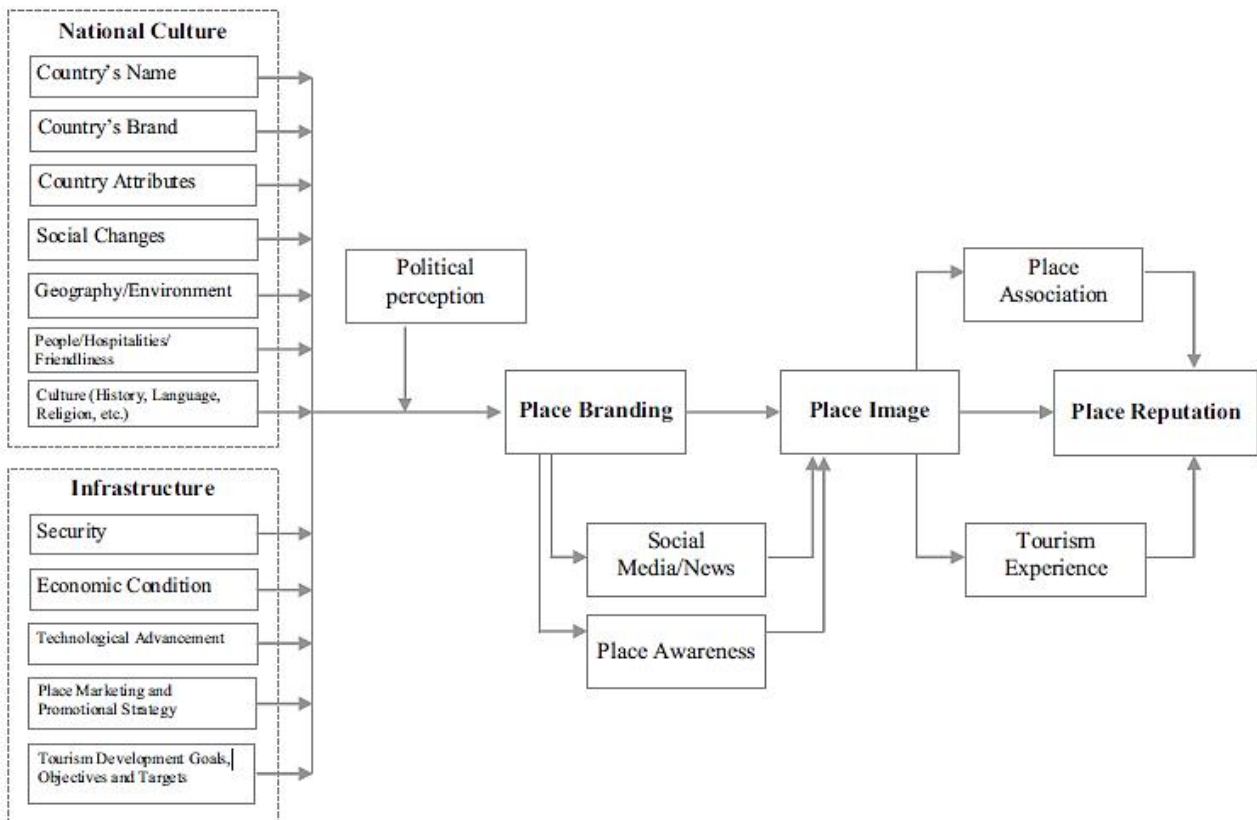 National Culture
Country's Name
Country's Brand
Country Attributes
Social Changes
Geography/Environment
People/Hospitalities/
Friendliness
Culture (History, Language,
Religion, etc.)
Infrastructure
Security
Economic Condition
Technological Advancement
Place Marketing and
Promotional Strategy
Tourism Development Goals,
Objectives and Targets
Political
perception
Place Branding
Social
Media/News
Place Awareness
Place Image
Place
Association
Tourism
Experience
Place Reputation